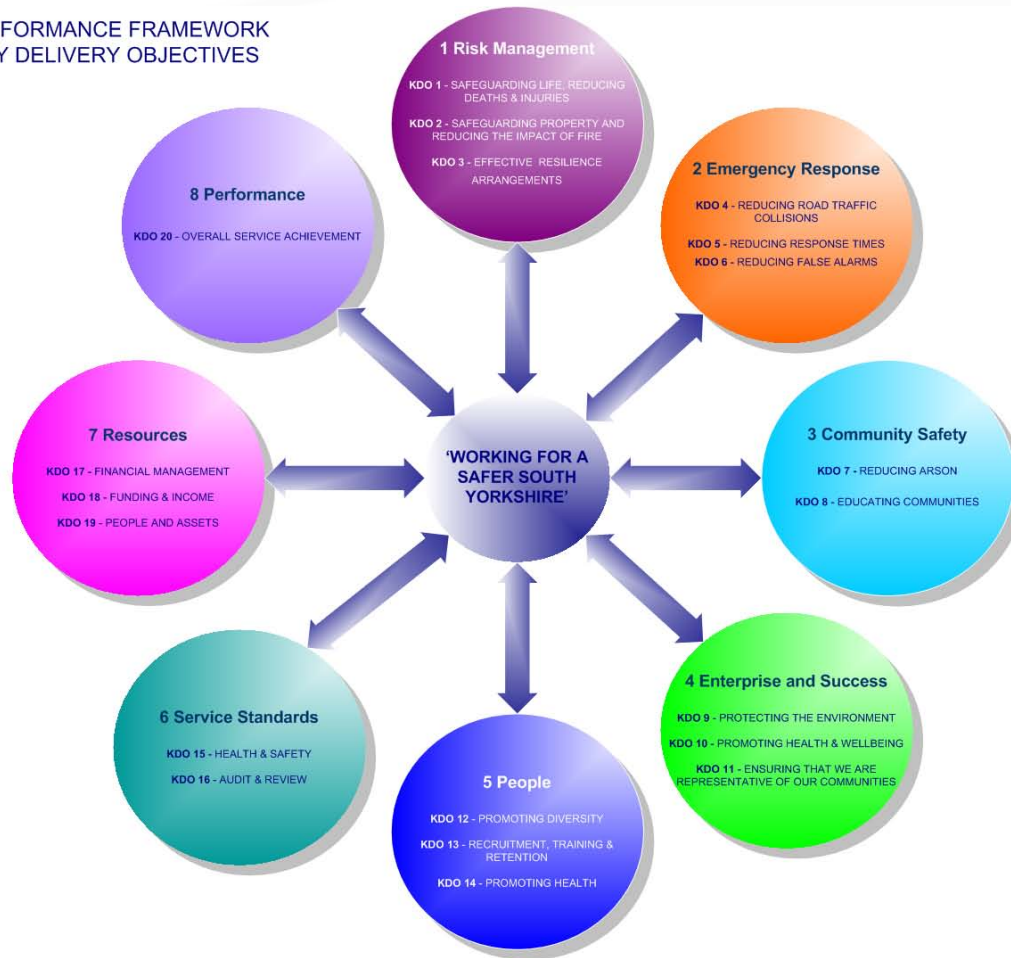 FORMANCE FRAMEWORK
Y DELIVERY OBJECTIVES
1 Risk Management
KDO 1 - SAFEGUARDING LIFE, REDUCING
DEATHS & INJURIES
KDO 2 - SAFEGUARDING PROPERTY AND
REDUCING THE IMPACT OF FIRE
KDO 3 - EFFECTIVE RESILIENCE
ARRANGEMENTS
2 Emergency Response
KDO 4 - REDUCING ROAD TRAFFIC
COLLISIONS
KDO 5 - REDUCING RESPONSE TIMES
KDO 6 - REDUCING FALSE ALARMS
3 Community Safety
KDO 7 - REDUCING ARSON
KDO 8 - EDUCATING COMMUNITIES
4 Enterprise and Success
KDO 9 - PROTECTING THE ENVIRONMENT
KDO 10 - PROMOTING HEALTH & WELLBEING
KDO 11 - ENSURING THAT WE ARE
REPRESENTATIVE OF OUR COMMUNITIES
5 People
KDO 12 - PROMOTING DIVERSITY
KDO 13 - RECRUITMENT, TRAINING &
RETENTION
KDO 14 - PROMOTING HEALTH
6 Service Standards
KDO 15 - HEALTH & SAFETY
KDO 16 - AUDIT & REVIEW
7 Resources
KDO 17 - FINANCIAL MANAGEMENT
KDO 18 - FUNDING & INCOME
KDO 19 - PEOPLE AND ASSETS
8 Performance
KDO 20 - OVERALL SERVICE ACHIEVEMENT
‘WORKING FOR A
SAFER SOUTH
YORKSHIRE’